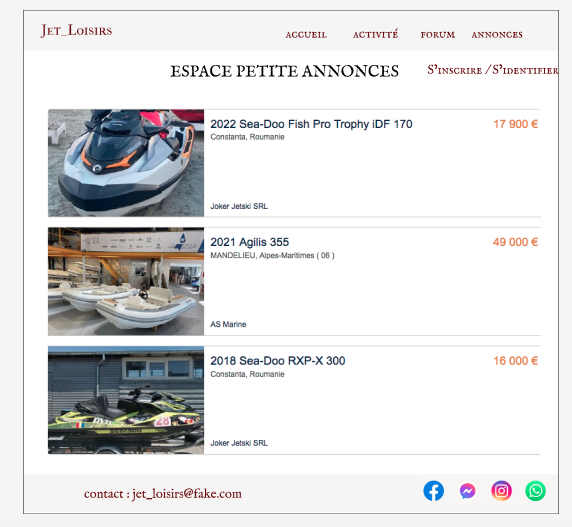 Jet_Loisirs
accueil activité forum annonces
ESPACE PETITE ANNONCES
S'inscrire /S'identifier
2022 Sea-Doo Fish Pro Trophy iDF 170
17 900 €
Constanta, Roumanie
Joker Jetski SRL
2021 Agilis 355
49 000 €
MANDELIEU, Alpes-Maritimes ( 06 )
AS Marine
2018 Sea-Doo RXP-X 300
16 000 €
Constanta, Roumanie
28
Joker Jetski SRL
contact : jet_loisirs@fake.com